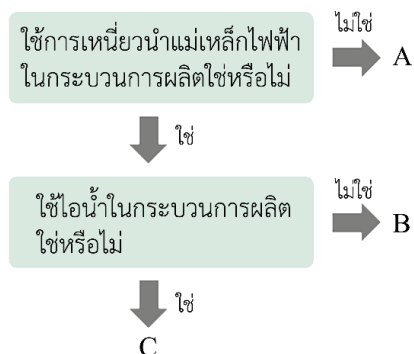 ใช้การเหนี่ยวนำแม่เหล็กไฟฟ้า
ในกระบวนการผลิตใช่หรือไม่
ไม่ใช่
A
ใช่
ใช้ไอน้ำในกระบวนการผลิต
ใช่หรือไม่
ไม่ใช่
B
ใช่
C